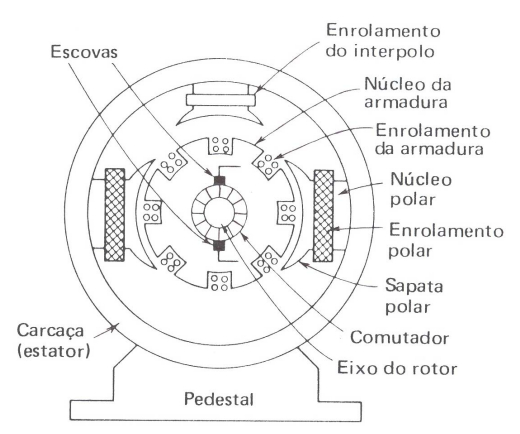 Escovas
Enrolamento
do interpolo
Núcleo da
armadura
Enrolamento
da armadura
Núcleo
polar
Enrolamento
polar
Sapata
polar
Comutador
Eixo do rotor
Carcaça
(estator)
Pedestal